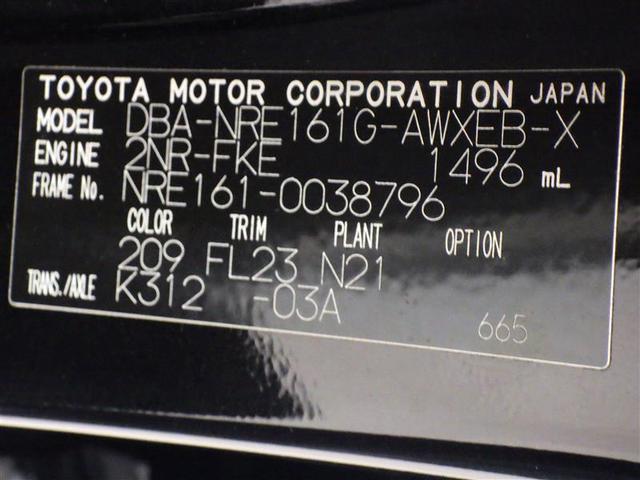 TOYOTA MOTOR CORPORATION JAPAN
MODEL DBA-NRE161G-AWXEB-X
ENGINE 2NR-FKE 1496 mL
FRAME No. NRE161-0038796
COLOR TRIM PLANT OPTION
209 FL23 N21
TRANS./AXLE K312 -03A
665